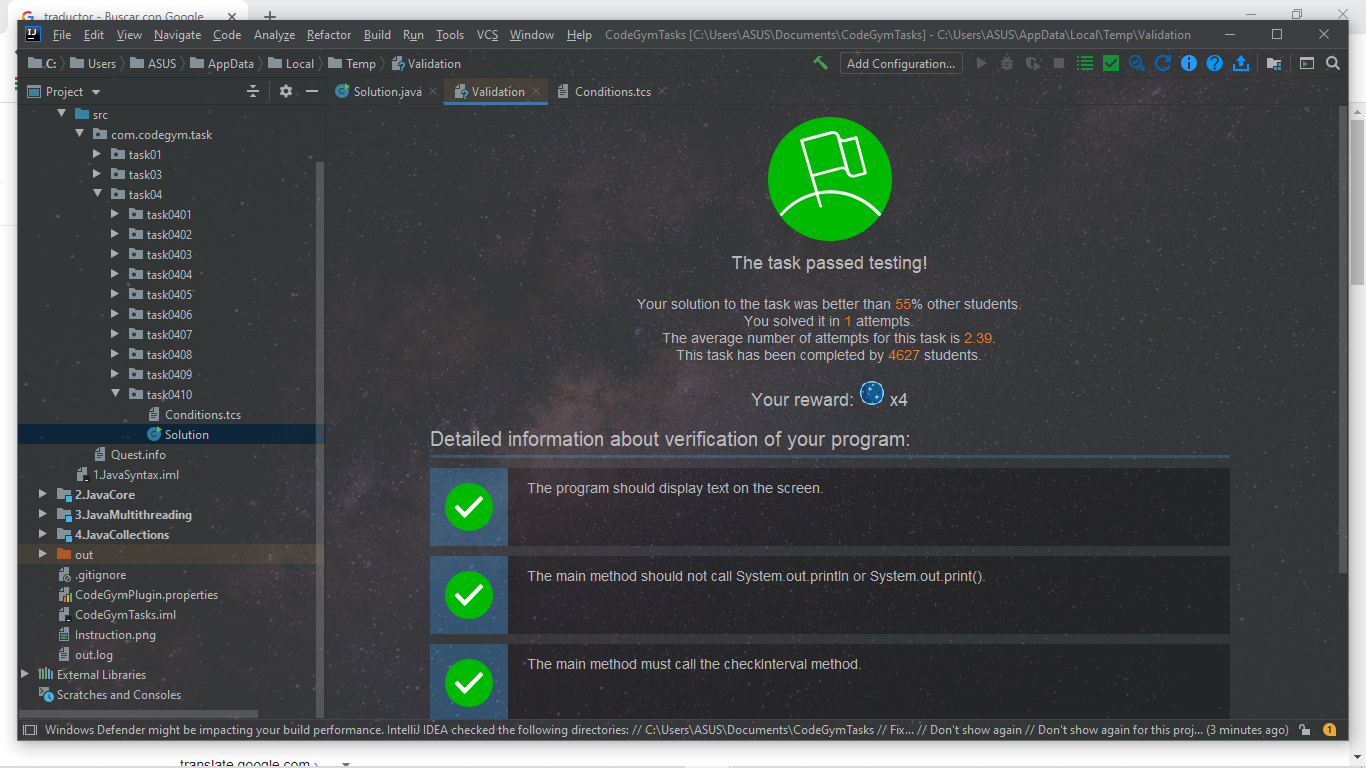 traductor - Buscar con Google
File Edit View Navigate Code Analyze Refactor Build Run Tools VCS Window Help CodeGymTasks [C:\Users\ASUS\Documents\CodeGymTasks] - C:\Users\ASUS\AppData\Local\Temp\Validation
C: Users ASUS AppData Local Temp Validation Add Configuration...
Project Solution.java Validation Conditions.tcs
src
com.codegym.task
task01
task03
task04
task0401
task0402
task0403
task0404
task0405
task0406
task0407
task0408
task0409
task0410
Conditions.tcs
Solution
Quest.info
1.JavaSyntax.iml
2.JavaCore
3.JavaMultithreading
4.JavaCollections
out
.gitignore
CodeGymPlugin.properties
CodeGymTasks.iml
Instruction.png
out.log
External Libraries
Scratches and Consoles
The task passed testing!
Your solution to the task was better than 55% other students.
You solved it in 1 attempts.
The average number of attempts for this task is 2.39.
This task has been completed by 4627 students.
Your reward: x4
Detailed information about verification of your program:
The program should display text on the screen.
The main method should not call System.out.println or System.out.print().
The main method must call the checkInterval method.
Windows Defender might be impacting your build performance. IntelliJ IDEA checked the following directories: // C:\Users\ASUS\Documents\CodeGymTasks // Fix... // Don't show again // Don't show again for this proj... (3 minutes ago) 1
translate.google.com ›